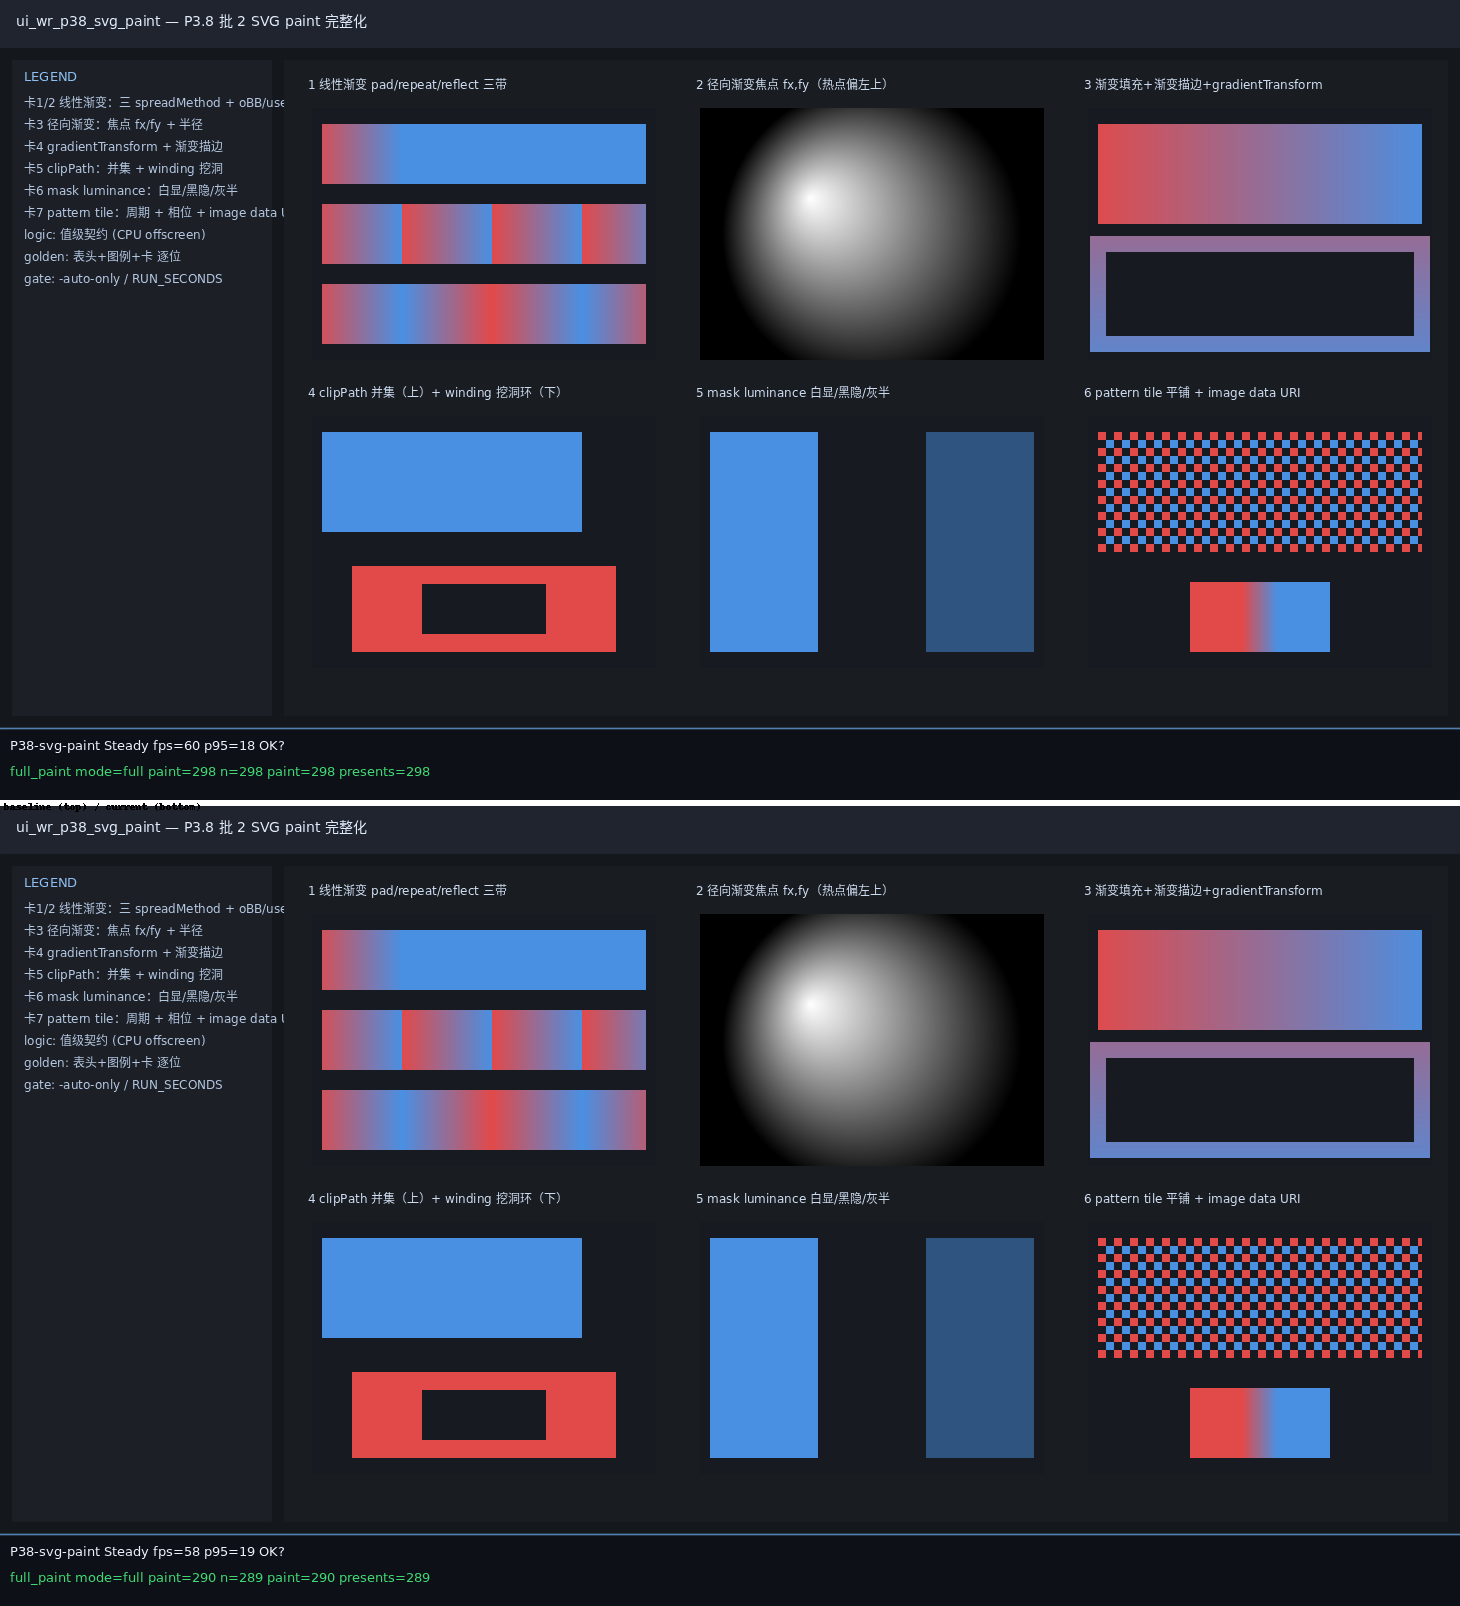 ui_wr_p38_svg_paint — P3.8 批 2 SVG paint 完整化
LEGEND
卡1/2 线性渐变：三 spreadMethod + oBB/use
卡3 径向渐变：焦点 fx/fy + 半径
卡4 gradientTransform + 渐变描边
卡5 clipPath：并集 + winding 挖洞
卡6 mask luminance：白显/黑隐/灰半
卡7 pattern tile：周期 + 相位 + image data U
logic: 值级契约 (CPU offscreen)
golden: 表头+图例+卡 逐位
gate: -auto-only / RUN_SECONDS
1 线性渐变 pad/repeat/reflect 三带
2 径向渐变焦点 fx,fy（热点偏左上）
3 渐变填充+渐变描边+gradientTransform
4 clipPath 并集（上）+ winding 挖洞环（下）
5 mask luminance 白显/黑隐/灰半
6 pattern tile 平铺 + image data URI
P38-svg-paint Steady fps=60 p95=18 OK?
full_paint mode=full paint=298 n=298 paint=298 presents=298
baseline (top) / current (bottom)
ui_wr_p38_svg_paint — P3.8 批 2 SVG paint 完整化
LEGEND
卡1/2 线性渐变：三 spreadMethod + oBB/use
卡3 径向渐变：焦点 fx/fy + 半径
卡4 gradientTransform + 渐变描边
卡5 clipPath：并集 + winding 挖洞
卡6 mask luminance：白显/黑隐/灰半
卡7 pattern tile：周期 + 相位 + image data U
logic: 值级契约 (CPU offscreen)
golden: 表头+图例+卡 逐位
gate: -auto-only / RUN_SECONDS
1 线性渐变 pad/repeat/reflect 三带
2 径向渐变焦点 fx,fy（热点偏左上）
3 渐变填充+渐变描边+gradientTransform
4 clipPath 并集（上）+ winding 挖洞环（下）
5 mask luminance 白显/黑隐/灰半
6 pattern tile 平铺 + image data URI
P38-svg-paint Steady fps=58 p95=19 OK?
full_paint mode=full paint=290 n=289 paint=290 presents=289